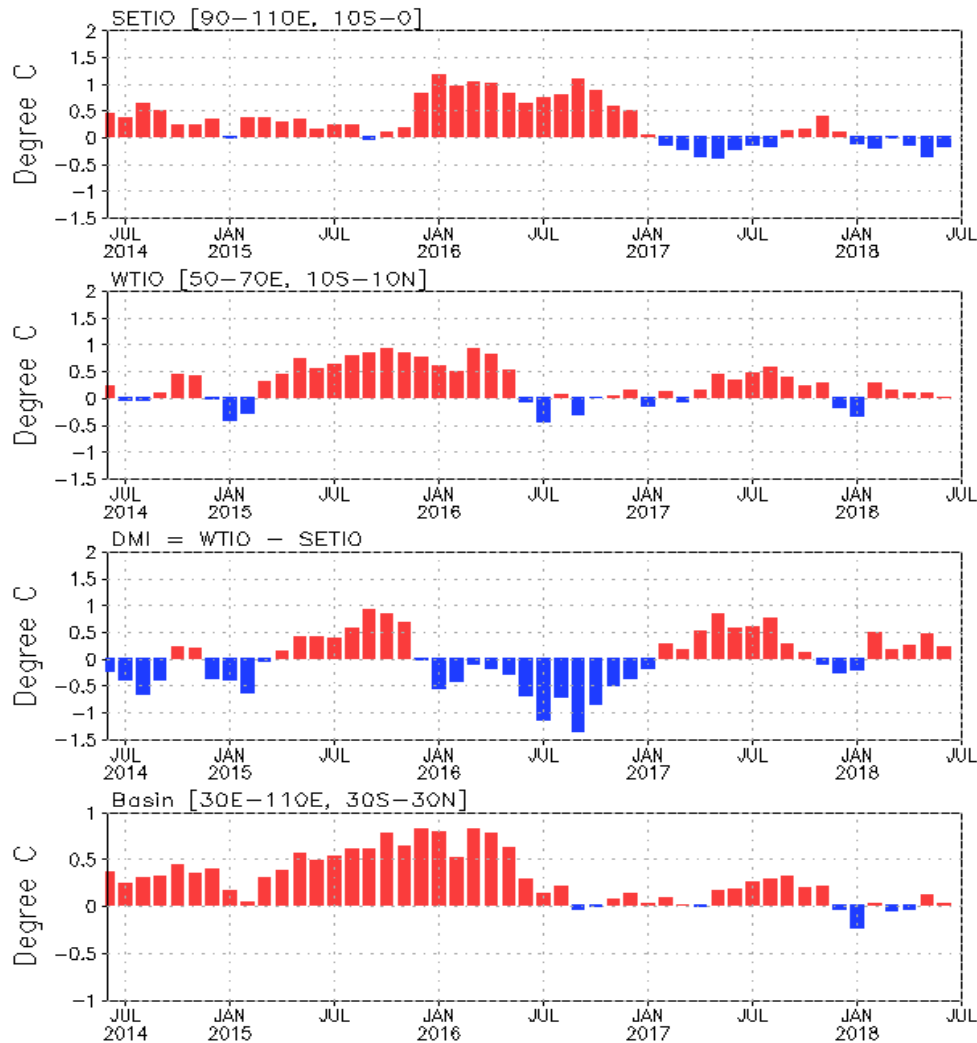 SETIO [90-110E, 10S-0]
Degree C
2
1.5
1
0.5
0
-0.5
-1
-1.5
JUL JAN JUL JAN JUL JAN JUL JAN JUL
2014 2015 2016 2017 2018
WTIO [50-70E, 10S-10N]
Degree C
2
1.5
1
0.5
0
-0.5
-1
-1.5
JUL JAN JUL JAN JUL JAN JUL JAN JUL
2014 2015 2016 2017 2018
DMI = WTIO - SETIO
Degree C
2
1.5
1
0.5
0
-0.5
-1
-1.5
JUL JAN JUL JAN JUL JAN JUL JAN JUL
2014 2015 2016 2017 2018
Basin [30E-110E, 30S-30N]
Degree C
1
0.5
0
-0.5
-1
JUL JAN JUL JAN JUL JAN JUL JAN JUL
2014 2015 2016 2017 2018